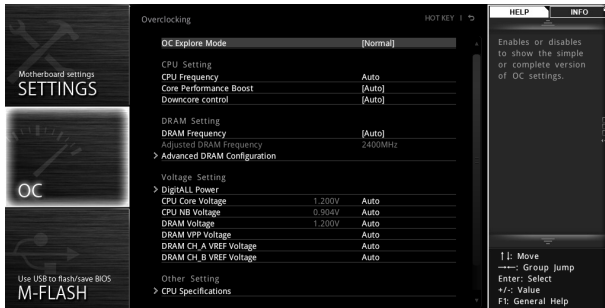 Overclocking
HOT KEY |
HELP
INFO
Motherboard settings
SETTINGS
OC
Use USB to flash/save BIOS
M-FLASH
OC Explore Mode [Normal]
CPU Setting
CPU Frequency Auto
Core Performance Boost [Auto]
Downcore control [Auto]
DRAM Setting
DRAM Frequency [Auto]
Adjusted DRAM Frequency 2400MHz
> Advanced DRAM Configuration
Voltage Setting
> DigitALL Power
CPU Core Voltage 1.200V Auto
CPU NB Voltage 0.904V Auto
DRAM Voltage 1.200V Auto
DRAM VPP Voltage Auto
DRAM CH_A VREF Voltage Auto
DRAM CH_B VREF Voltage Auto
Other Setting
> CPU Specifications
Enables or disables
to show the simple
or complete version
of OC settings.
↑↓: Move
→←: Group Jump
Enter: Select
+/-: Value
F1: General Help